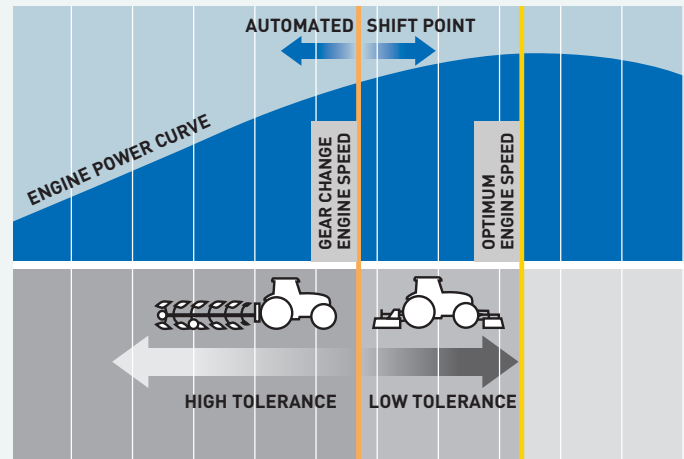 AUTOMATED SHIFT POINT
ENGINE POWER CURVE
GEAR CHANGE
ENGINE SPEED
OPTIMUM
ENGINE SPEED
HIGH TOLERANCE
LOW TOLERANCE